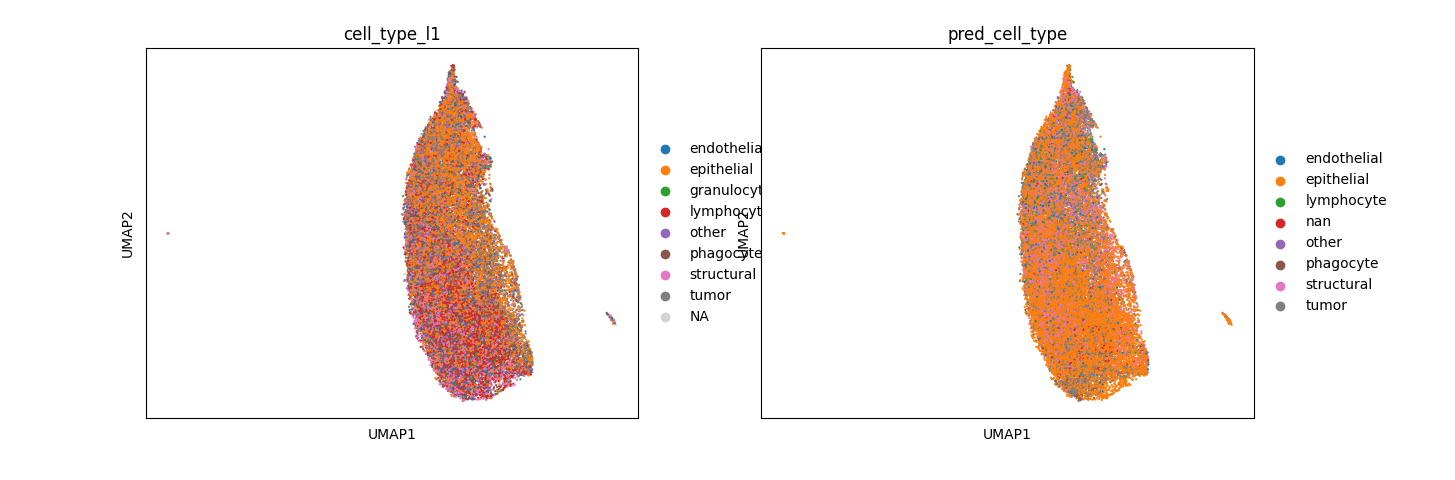 cell_type_l1
UMAP2
UMAP1
endothelia
epithelial
granulocyt
lymphocyt
other
phagocyte
structural
tumor
NA
pred_cell_type
UMAP2
UMAP1
endothelial
epithelial
lymphocyte
nan
other
phagocyte
structural
tumor